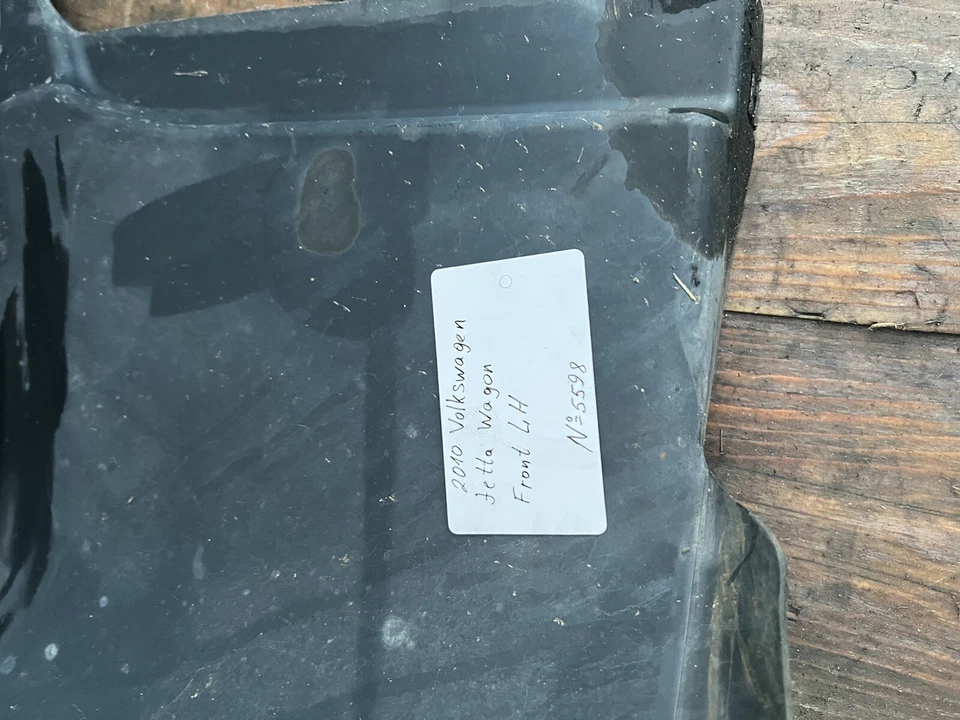 2010 Volkswagen
Jetta Wagon
Front LH
Nº5598